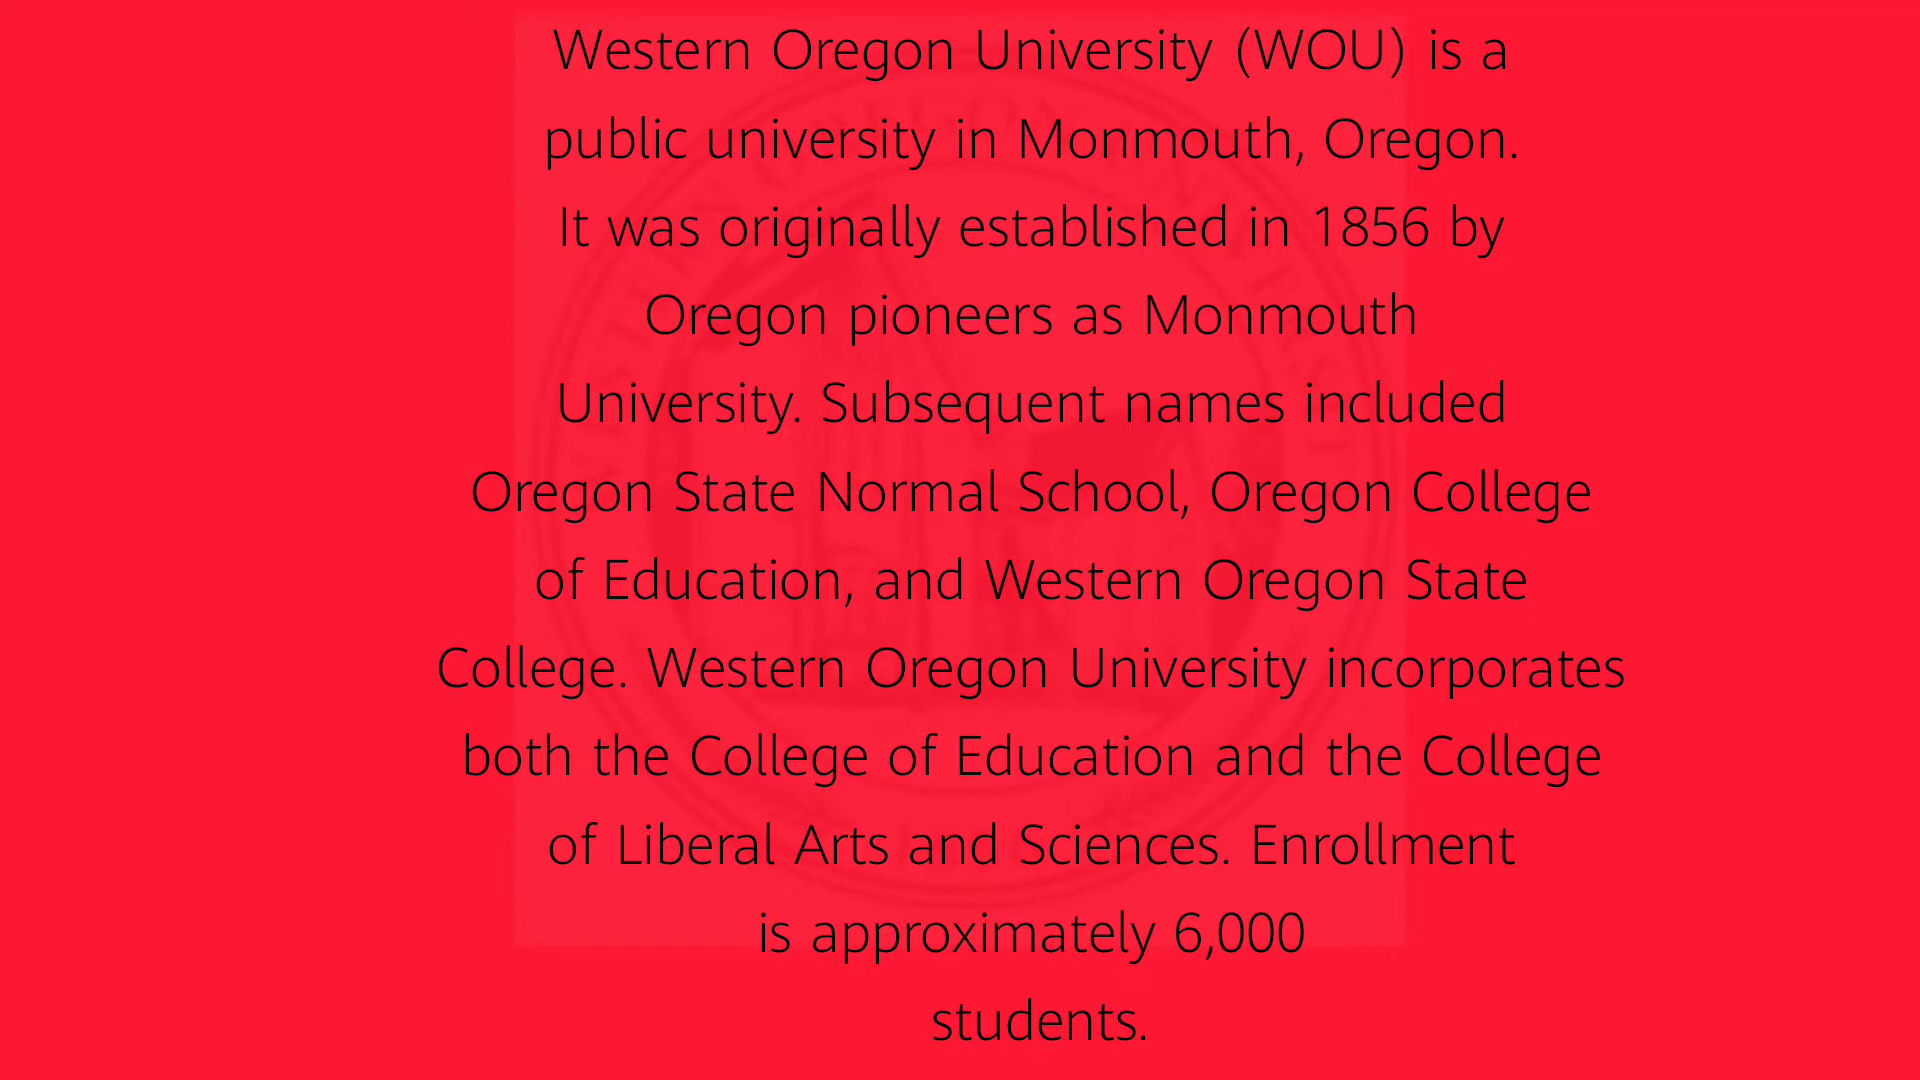 Western Oregon University (WOU) is a
public university in Monmouth, Oregon.
It was originally established in 1856 by
Oregon pioneers as Monmouth
University. Subsequent names included
Oregon State Normal School, Oregon College
of Education, and Western Oregon State
College. Western Oregon University incorporates
both the College of Education and the College
of Liberal Arts and Sciences. Enrollment
is approximately 6,000
students.